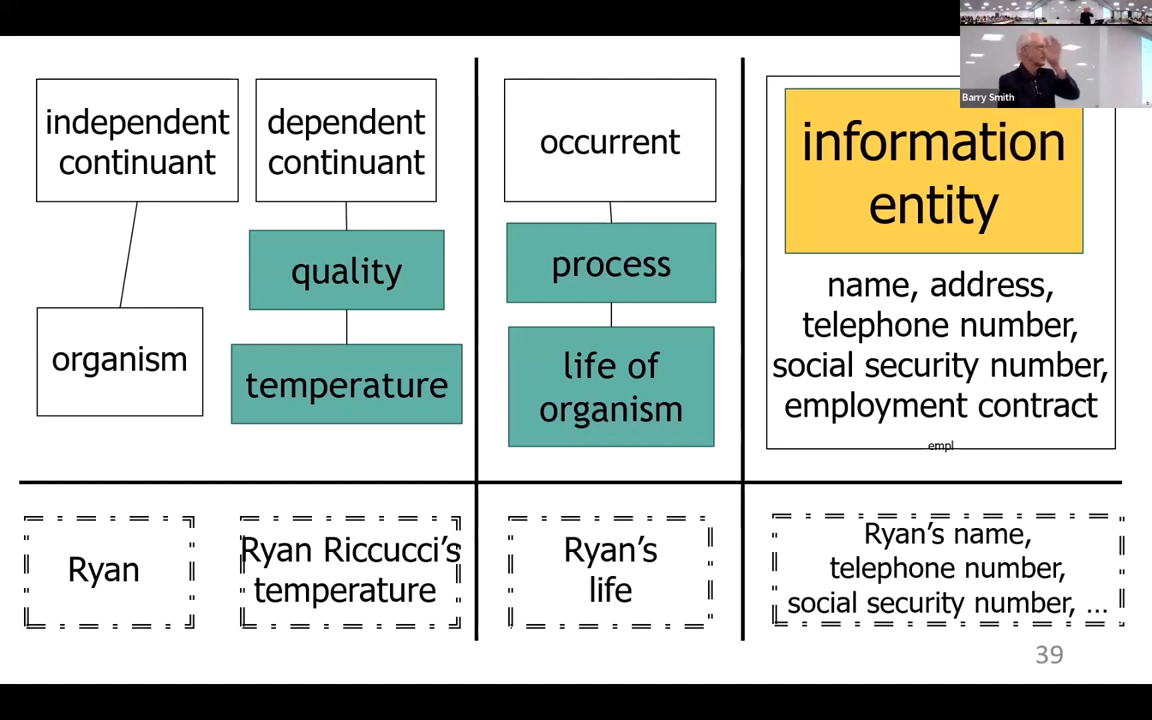 independent
continuant
dependent
continuant
occurrent
information
entity
Barry Smith
quality
process
name, address,
telephone number,
social security number,
employment contract
empl
organism
temperature
life of
organism
Ryan
Ryan Riccucci's
temperature
Ryan's
life
Ryan's name,
telephone number,
social security number, ...
39